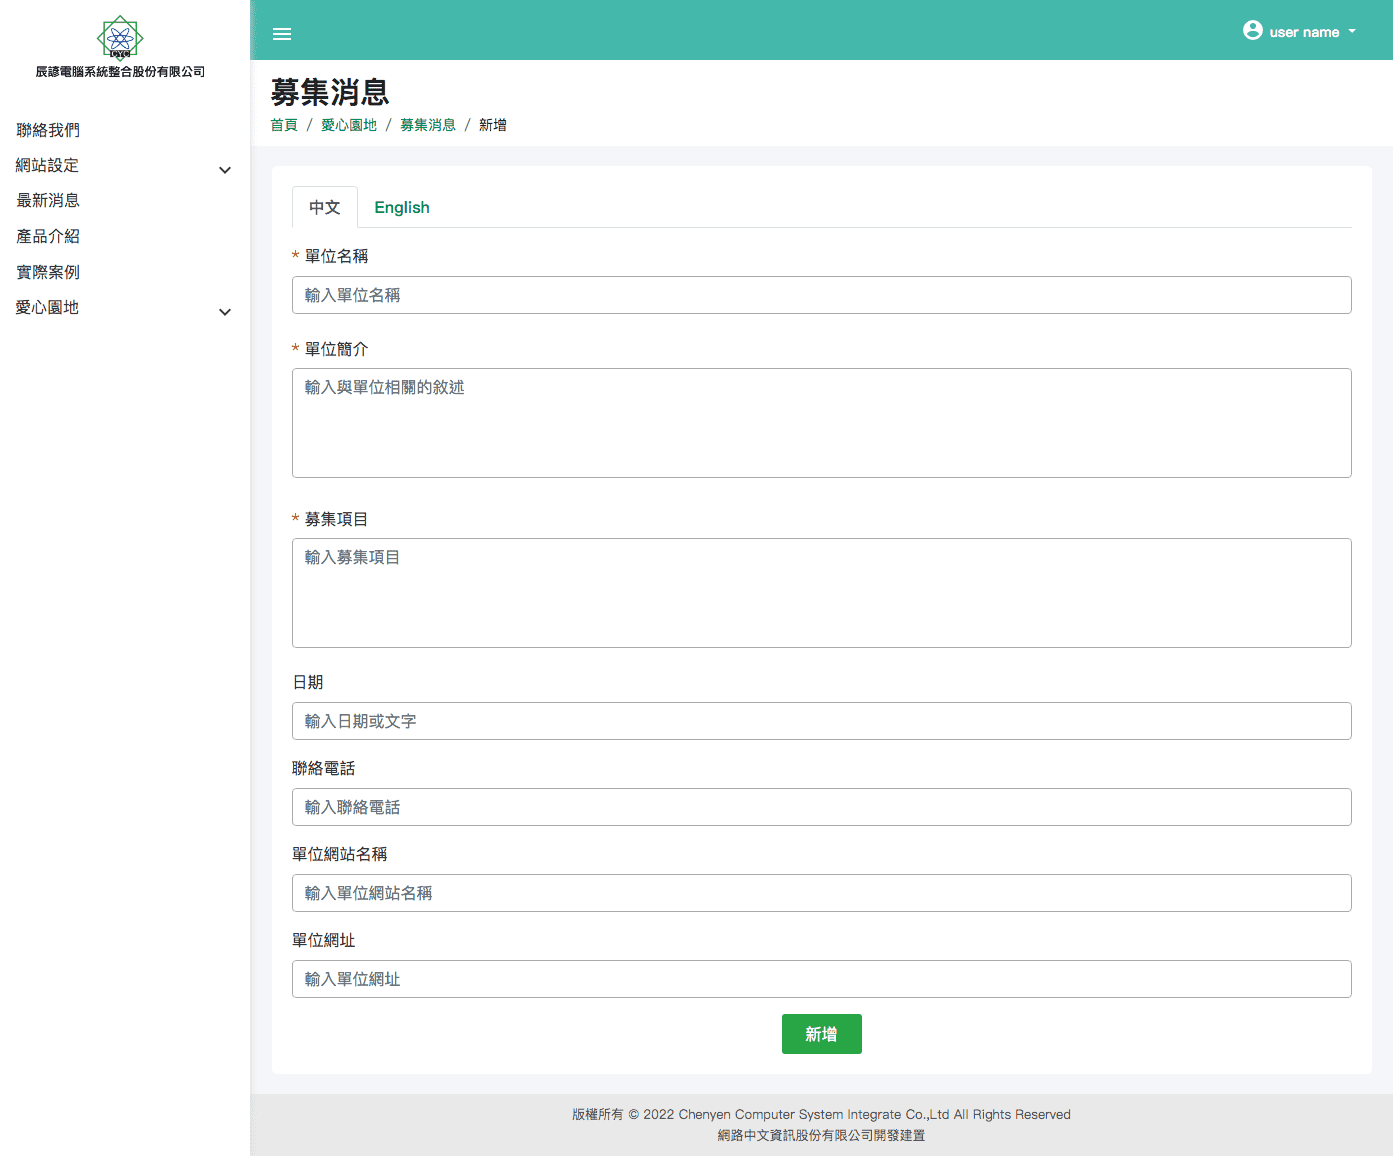 CYC
辰諺電腦系統整合股份有限公司
聯絡我們
網站設定
最新消息
產品介紹
實際案例
愛心園地
user name
募集消息
首頁 / 愛心園地 / 募集消息 / 新增
中文 English
* 單位名稱
輸入單位名稱
* 單位簡介
輸入與單位相關的敘述
* 募集項目
輸入募集項目
日期
輸入日期或文字
聯絡電話
輸入聯絡電話
單位網站名稱
輸入單位網站名稱
單位網址
輸入單位網址
新增
版權所有 © 2022 Chenyen Computer System Integrate Co.,Ltd All Rights Reserved
網路中文資訊股份有限公司開發建置